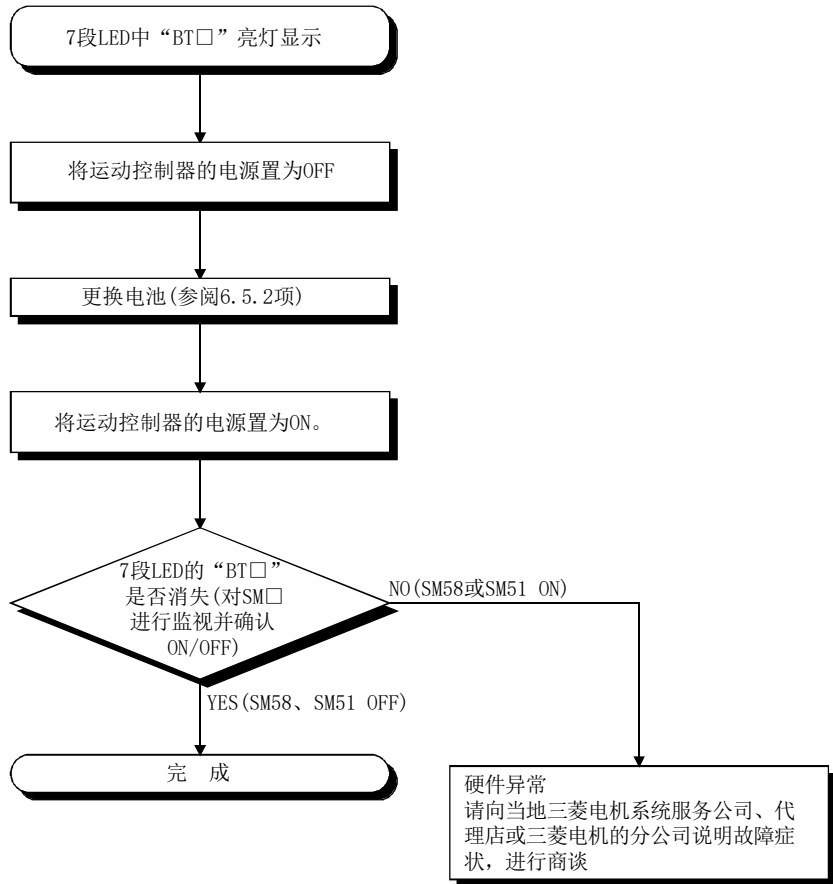 7段LED中“BT□”亮灯显示
将运动控制器的电源置为OFF
更换电池(参阅6.5.2项)
将运动控制器的电源置为ON。
7段LED的“BT□”
是否消失(对SM□
进行监视并确认
ON/OFF)
NO(SM58或SM51 ON)
YES(SM58、SM51 OFF)
完 成
硬件异常
请向当地三菱电机系统服务公司、代
理店或三菱电机的分公司说明故障症
状，进行商谈